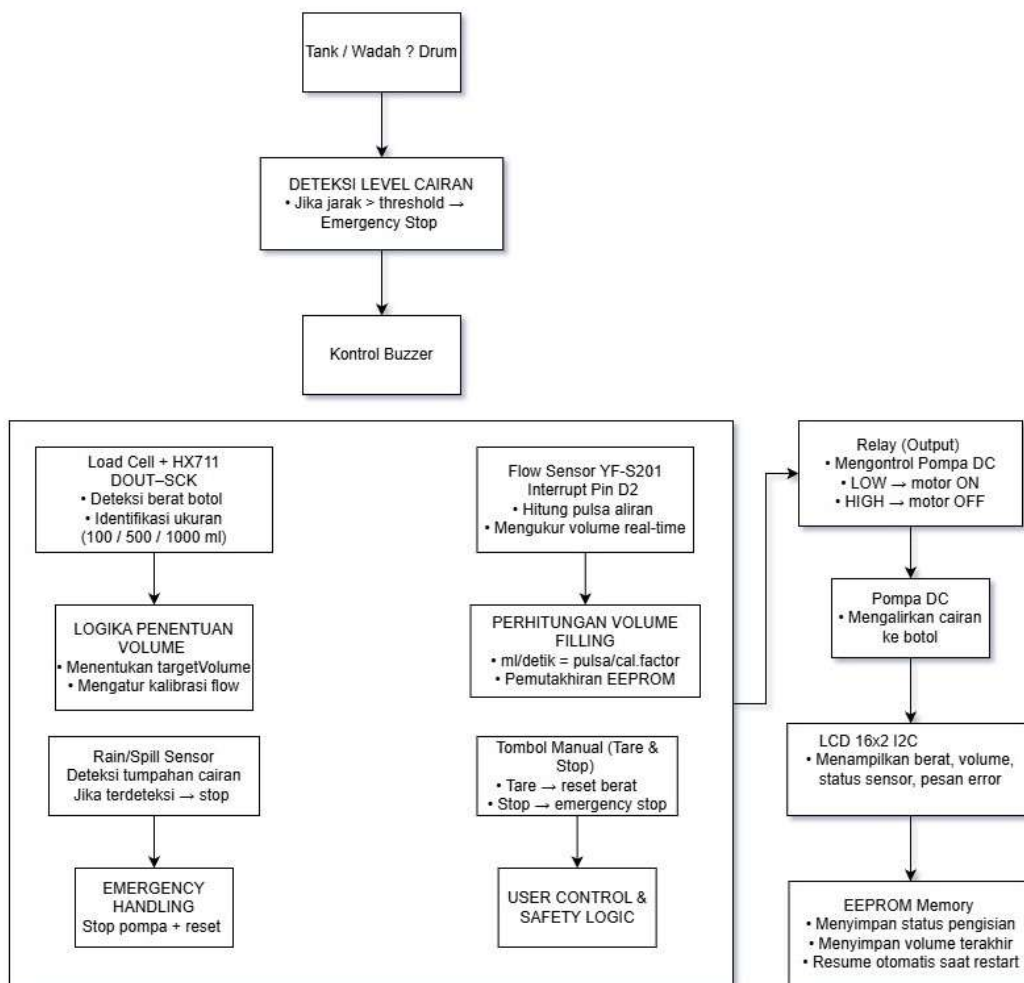 Tank / Wadah ? Drum
DETEKSI LEVEL CAIRAN
• Jika jarak > threshold →
Emergency Stop
Kontrol Buzzer
Load Cell + HX711
DOUT–SCK
• Deteksi berat botol
• Identifikasi ukuran
(100 / 500 / 1000 ml)
LOGIKA PENENTUAN
VOLUME
• Menentukan targetVolume
• Mengatur kalibrasi flow
Rain/Spill Sensor
Deteksi tumpahan cairan
Jika terdeteksi → stop
EMERGENCY
HANDLING
Stop pompa + reset
Flow Sensor YF-S201
Interrupt Pin D2
• Hitung pulsa aliran
• Mengukur volume real-time
PERHITUNGAN VOLUME
FILLING
• ml/detik = pulsa/cal.factor
• Pemutakhiran EEPROM
Tombol Manual (Tare &
Stop)
• Tare → reset berat
• Stop → emergency stop
USER CONTROL &
SAFETY LOGIC
Relay (Output)
• Mengontrol Pompa DC
• LOW → motor ON
• HIGH → motor OFF
Pompa DC
• Mengalirkan cairan
ke botol
LCD 16x2 I2C
• Menampilkan berat, volume,
status sensor, pesan error
EEPROM Memory
• Menyimpan status pengisian
• Menyimpan volume terakhir
• Resume otomatis saat restart